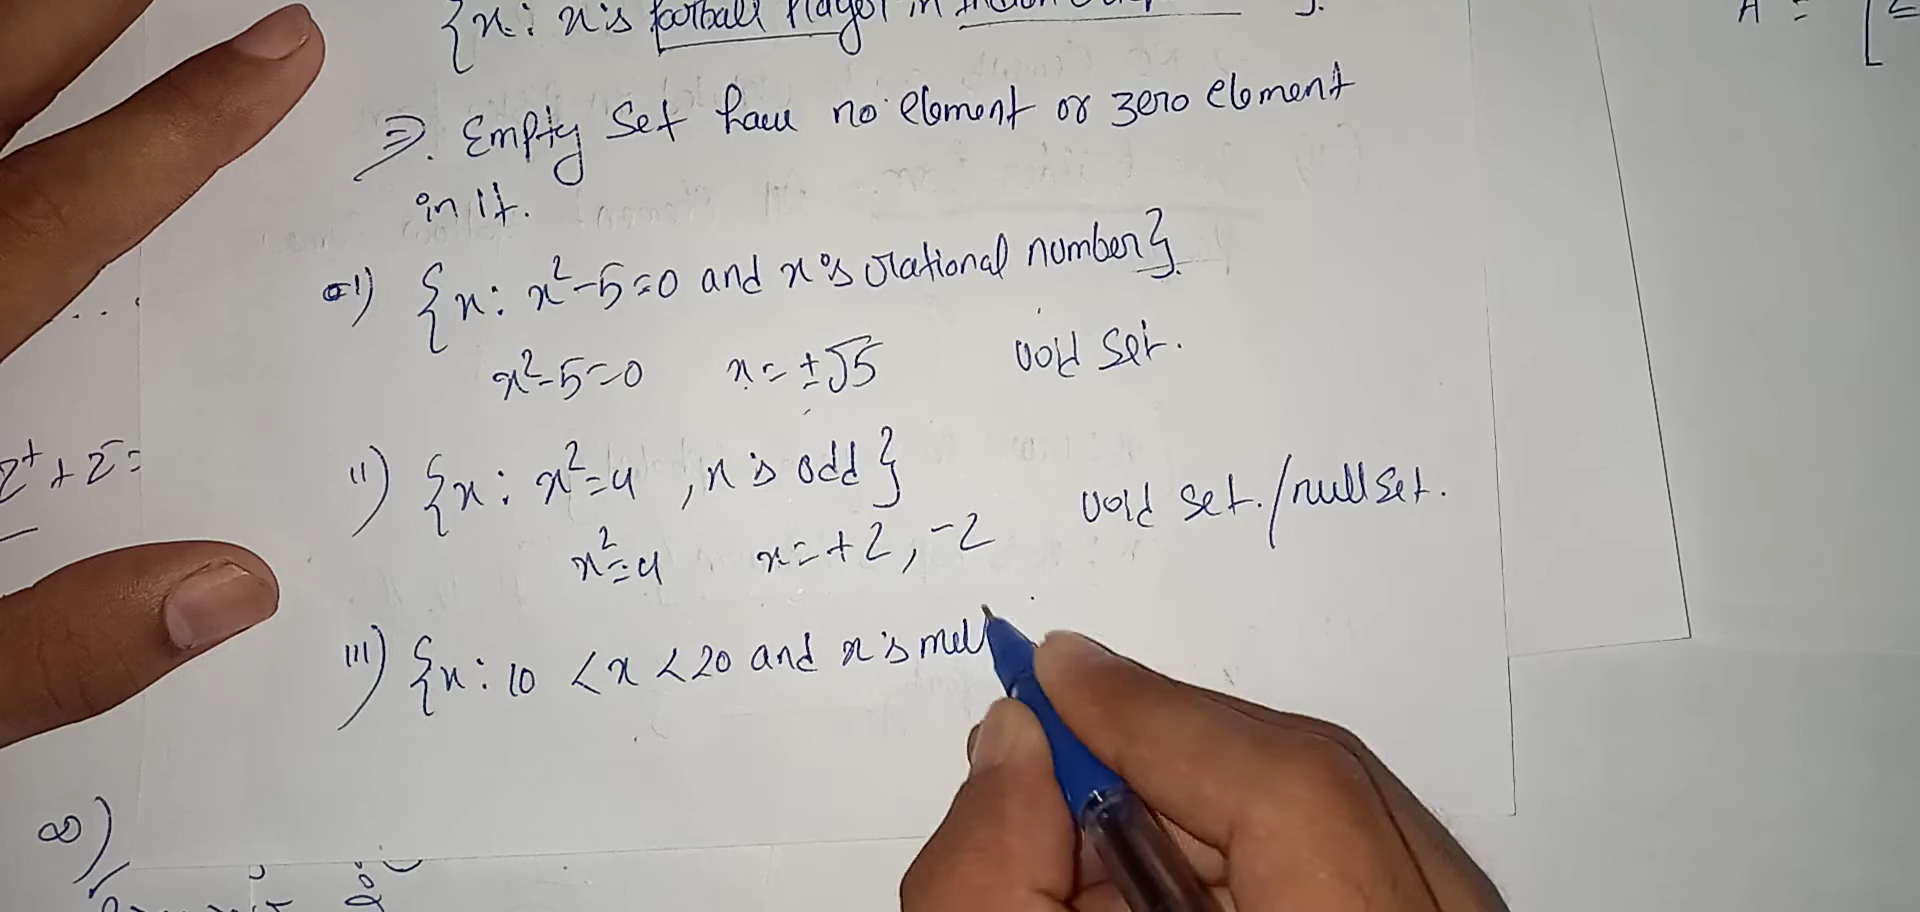 {x: x is football player in Indian
A =
⇒. Empty Set have no element or zero element
in it.
i) {x: x²-5=0 and x is rational number}.
x²-5=0 x=±√5 void set.
ii) {x: x²=4, x is odd}
x²=4 x=+2, -2 void set./null set.
iii) {x: 10 < x < 20 and x is mul